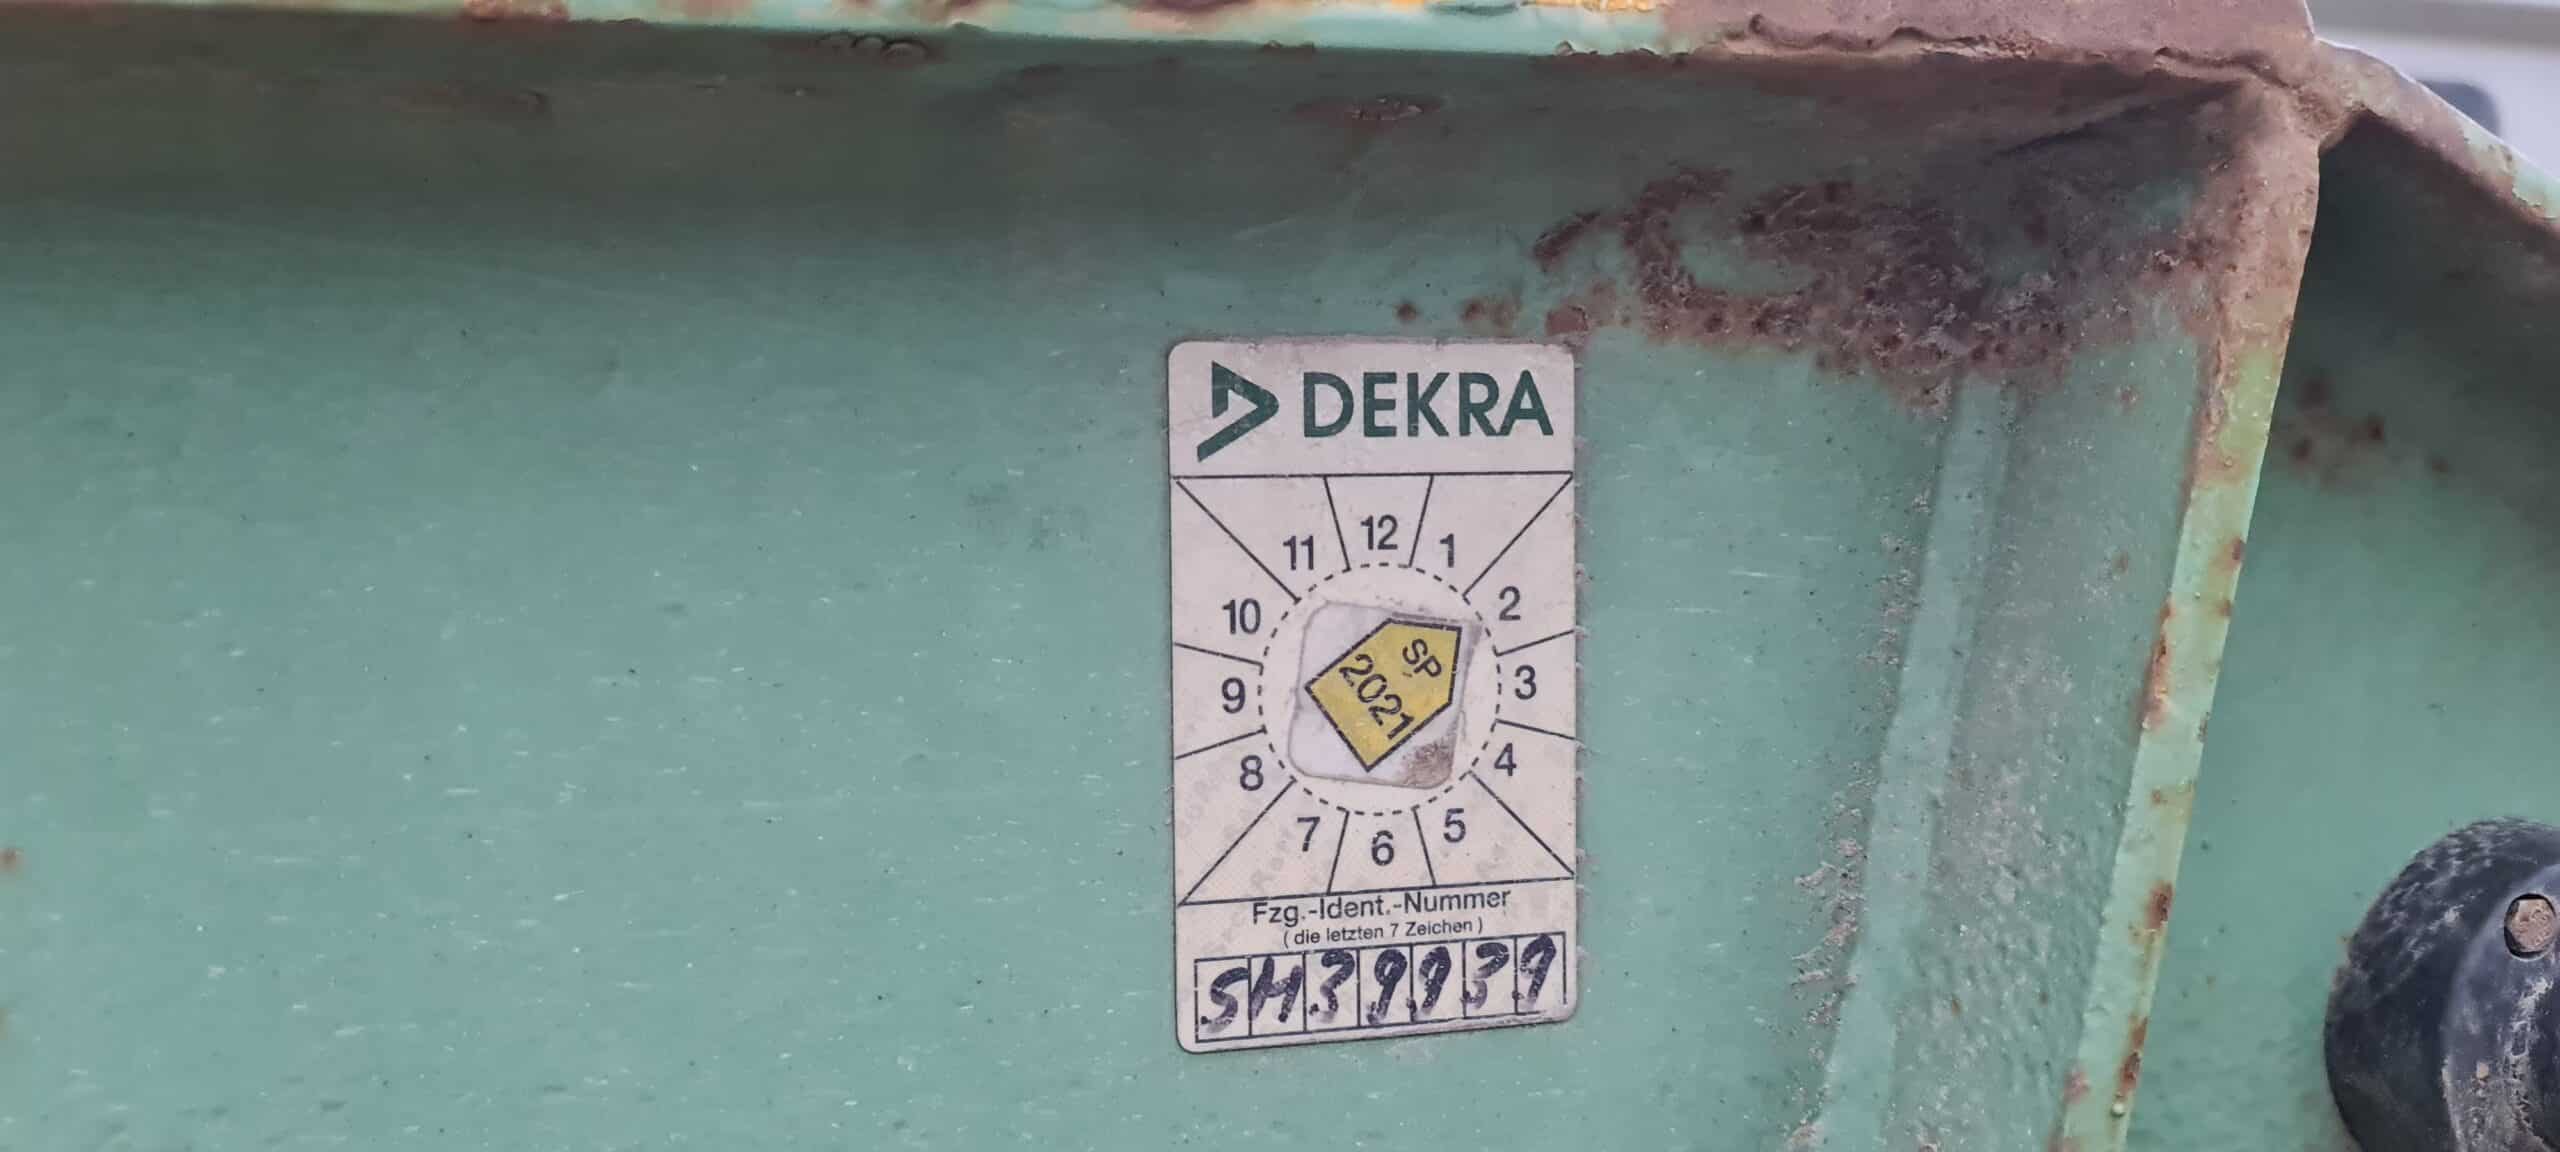 DEKRA
11 12 1
10 2
9 3
8 4
7 6 5
SP
2021
Fzg.-Ident.-Nummer
( die letzten 7 Zeichen )
SH39939